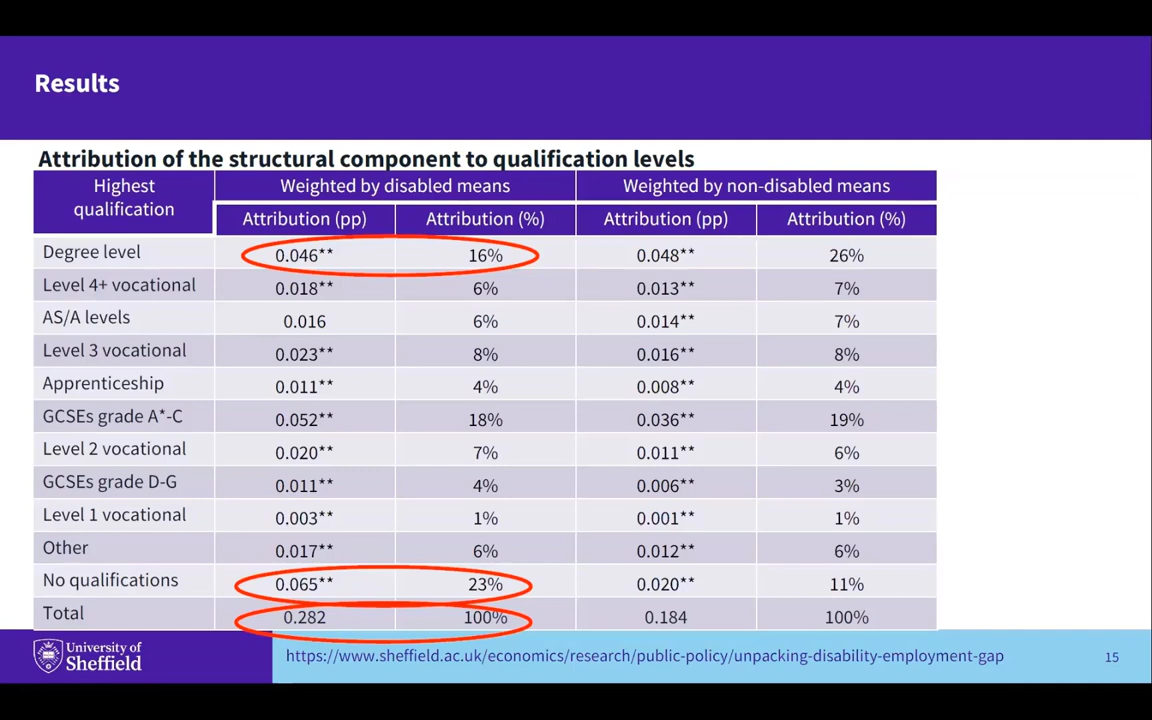 Results
Attribution of the structural component to qualification levels
Highest qualification Weighted by disabled means Weighted by non-disabled means
Attribution (pp) Attribution (%) Attribution (pp) Attribution (%)
Degree level 0.046** 16% 0.048** 26%
Level 4+ vocational 0.018** 6% 0.013** 7%
AS/A levels 0.016 6% 0.014** 7%
Level 3 vocational 0.023** 8% 0.016** 8%
Apprenticeship 0.011** 4% 0.008** 4%
GCSEs grade A*-C 0.052** 18% 0.036** 19%
Level 2 vocational 0.020** 7% 0.011** 6%
GCSEs grade D-G 0.011** 4% 0.006** 3%
Level 1 vocational 0.003** 1% 0.001** 1%
Other 0.017** 6% 0.012** 6%
No qualifications 0.065** 23% 0.020** 11%
Total 0.282 100% 0.184 100%
University of
Sheffield
https://www.sheffield.ac.uk/economics/research/public-policy/unpacking-disability-employment-gap
15